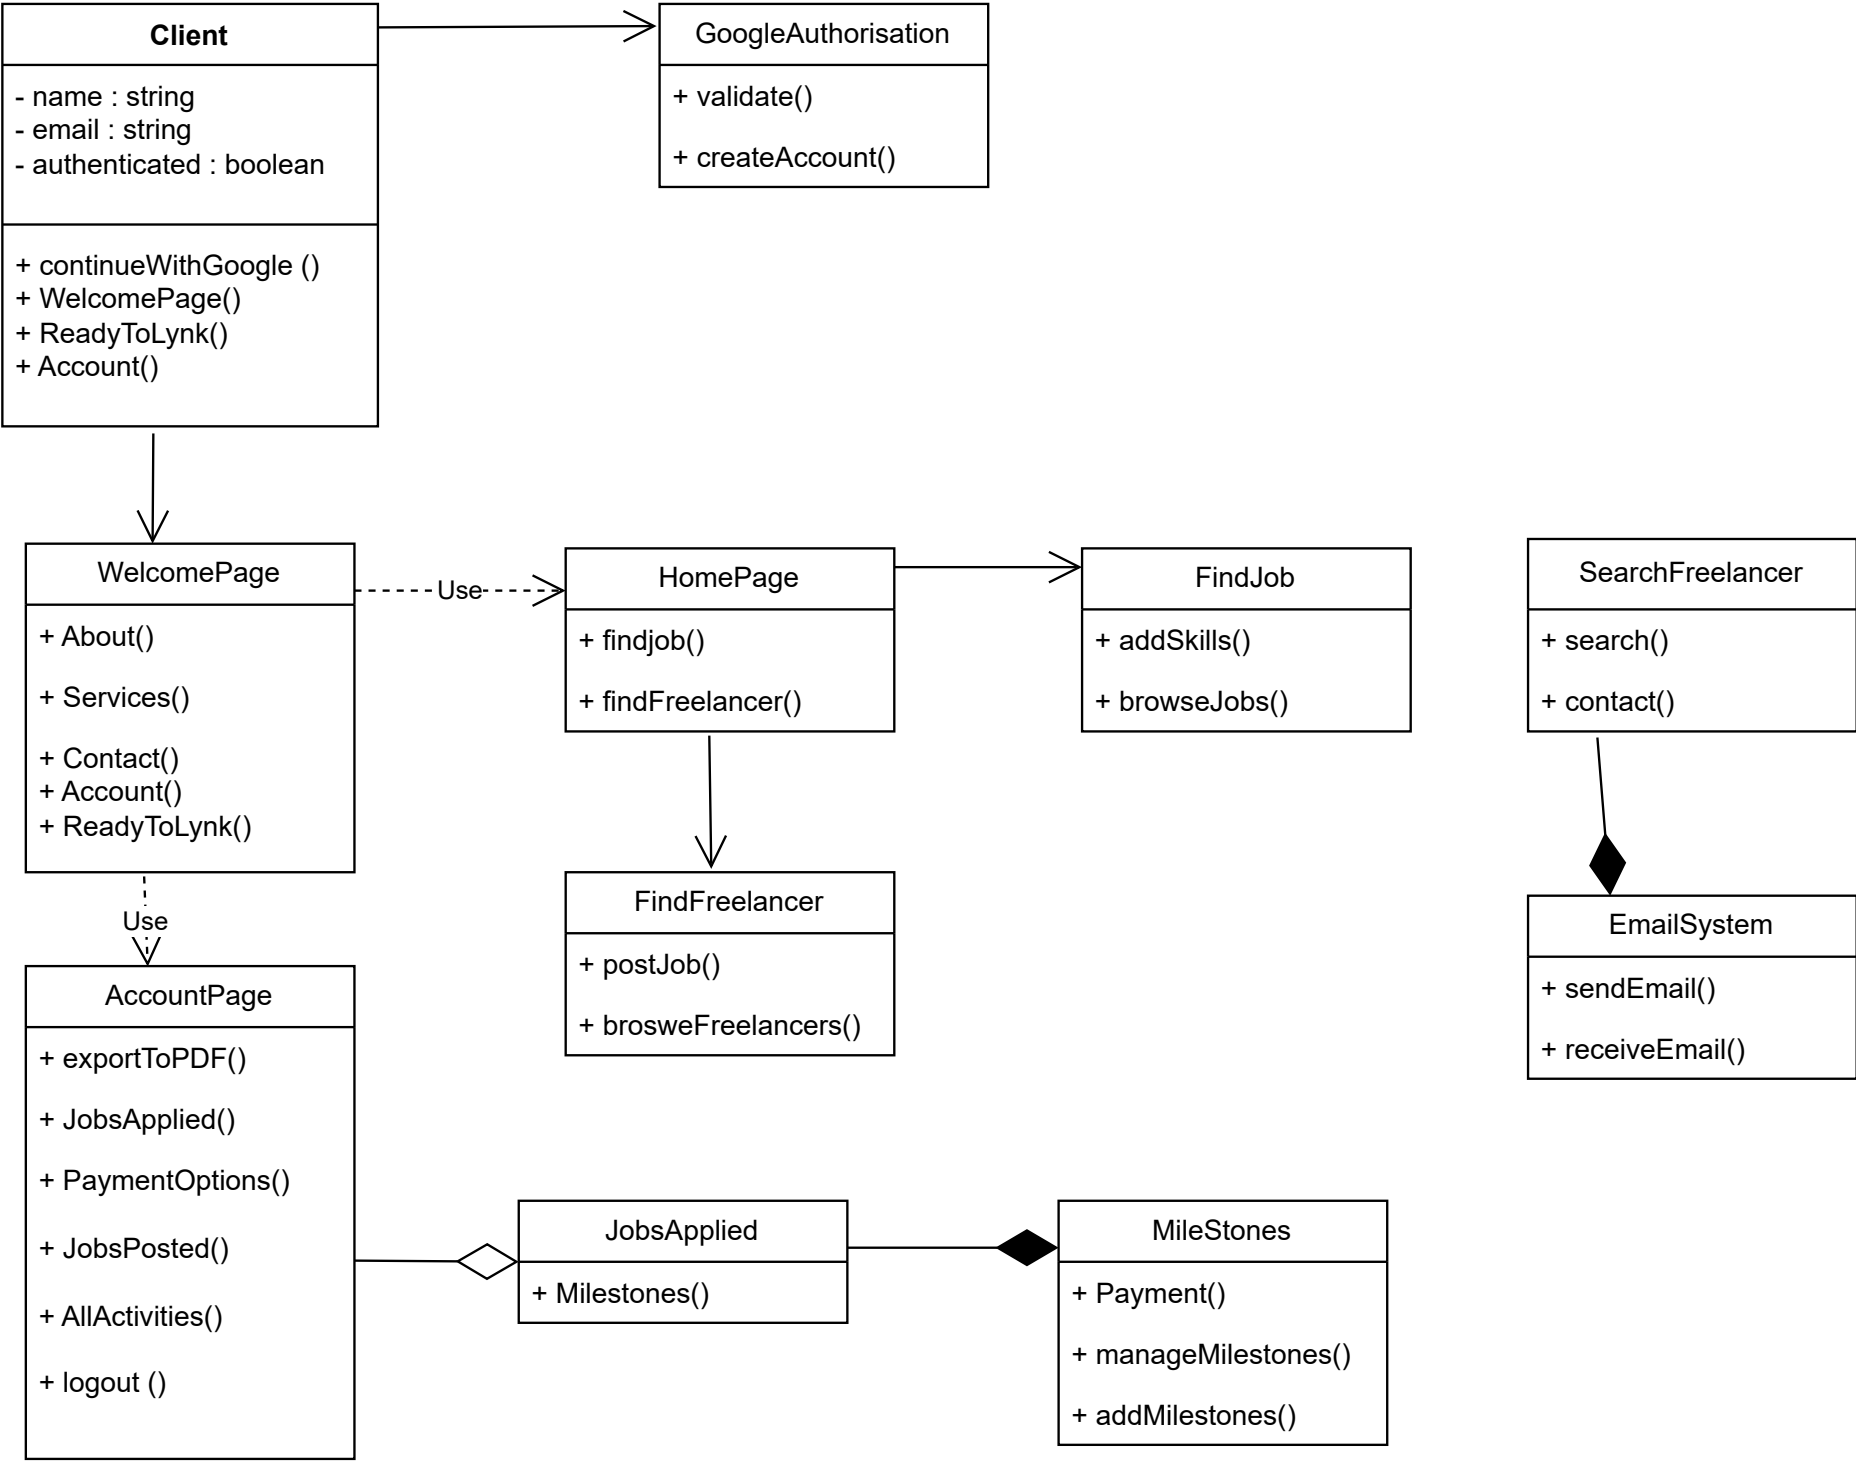 Client
- name : string
- email : string
- authenticated : boolean
+ continueWithGoogle ()
+ WelcomePage()
+ ReadyToLynk()
+ Account()
GoogleAuthorisation
+ validate()
+ createAccount()
WelcomePage
+ About()
+ Services()
+ Contact()
+ Account()
+ ReadyToLynk()
Use
HomePage
+ findjob()
+ findFreelancer()
FindJob
+ addSkills()
+ browseJobs()
SearchFreelancer
+ search()
+ contact()
Use
FindFreelancer
+ postJob()
+ brosweFreelancers()
EmailSystem
+ sendEmail()
+ receiveEmail()
AccountPage
+ exportToPDF()
+ JobsApplied()
+ PaymentOptions()
+ JobsPosted()
+ AllActivities()
+ logout ()
JobsApplied
+ Milestones()
MileStones
+ Payment()
+ manageMilestones()
+ addMilestones()